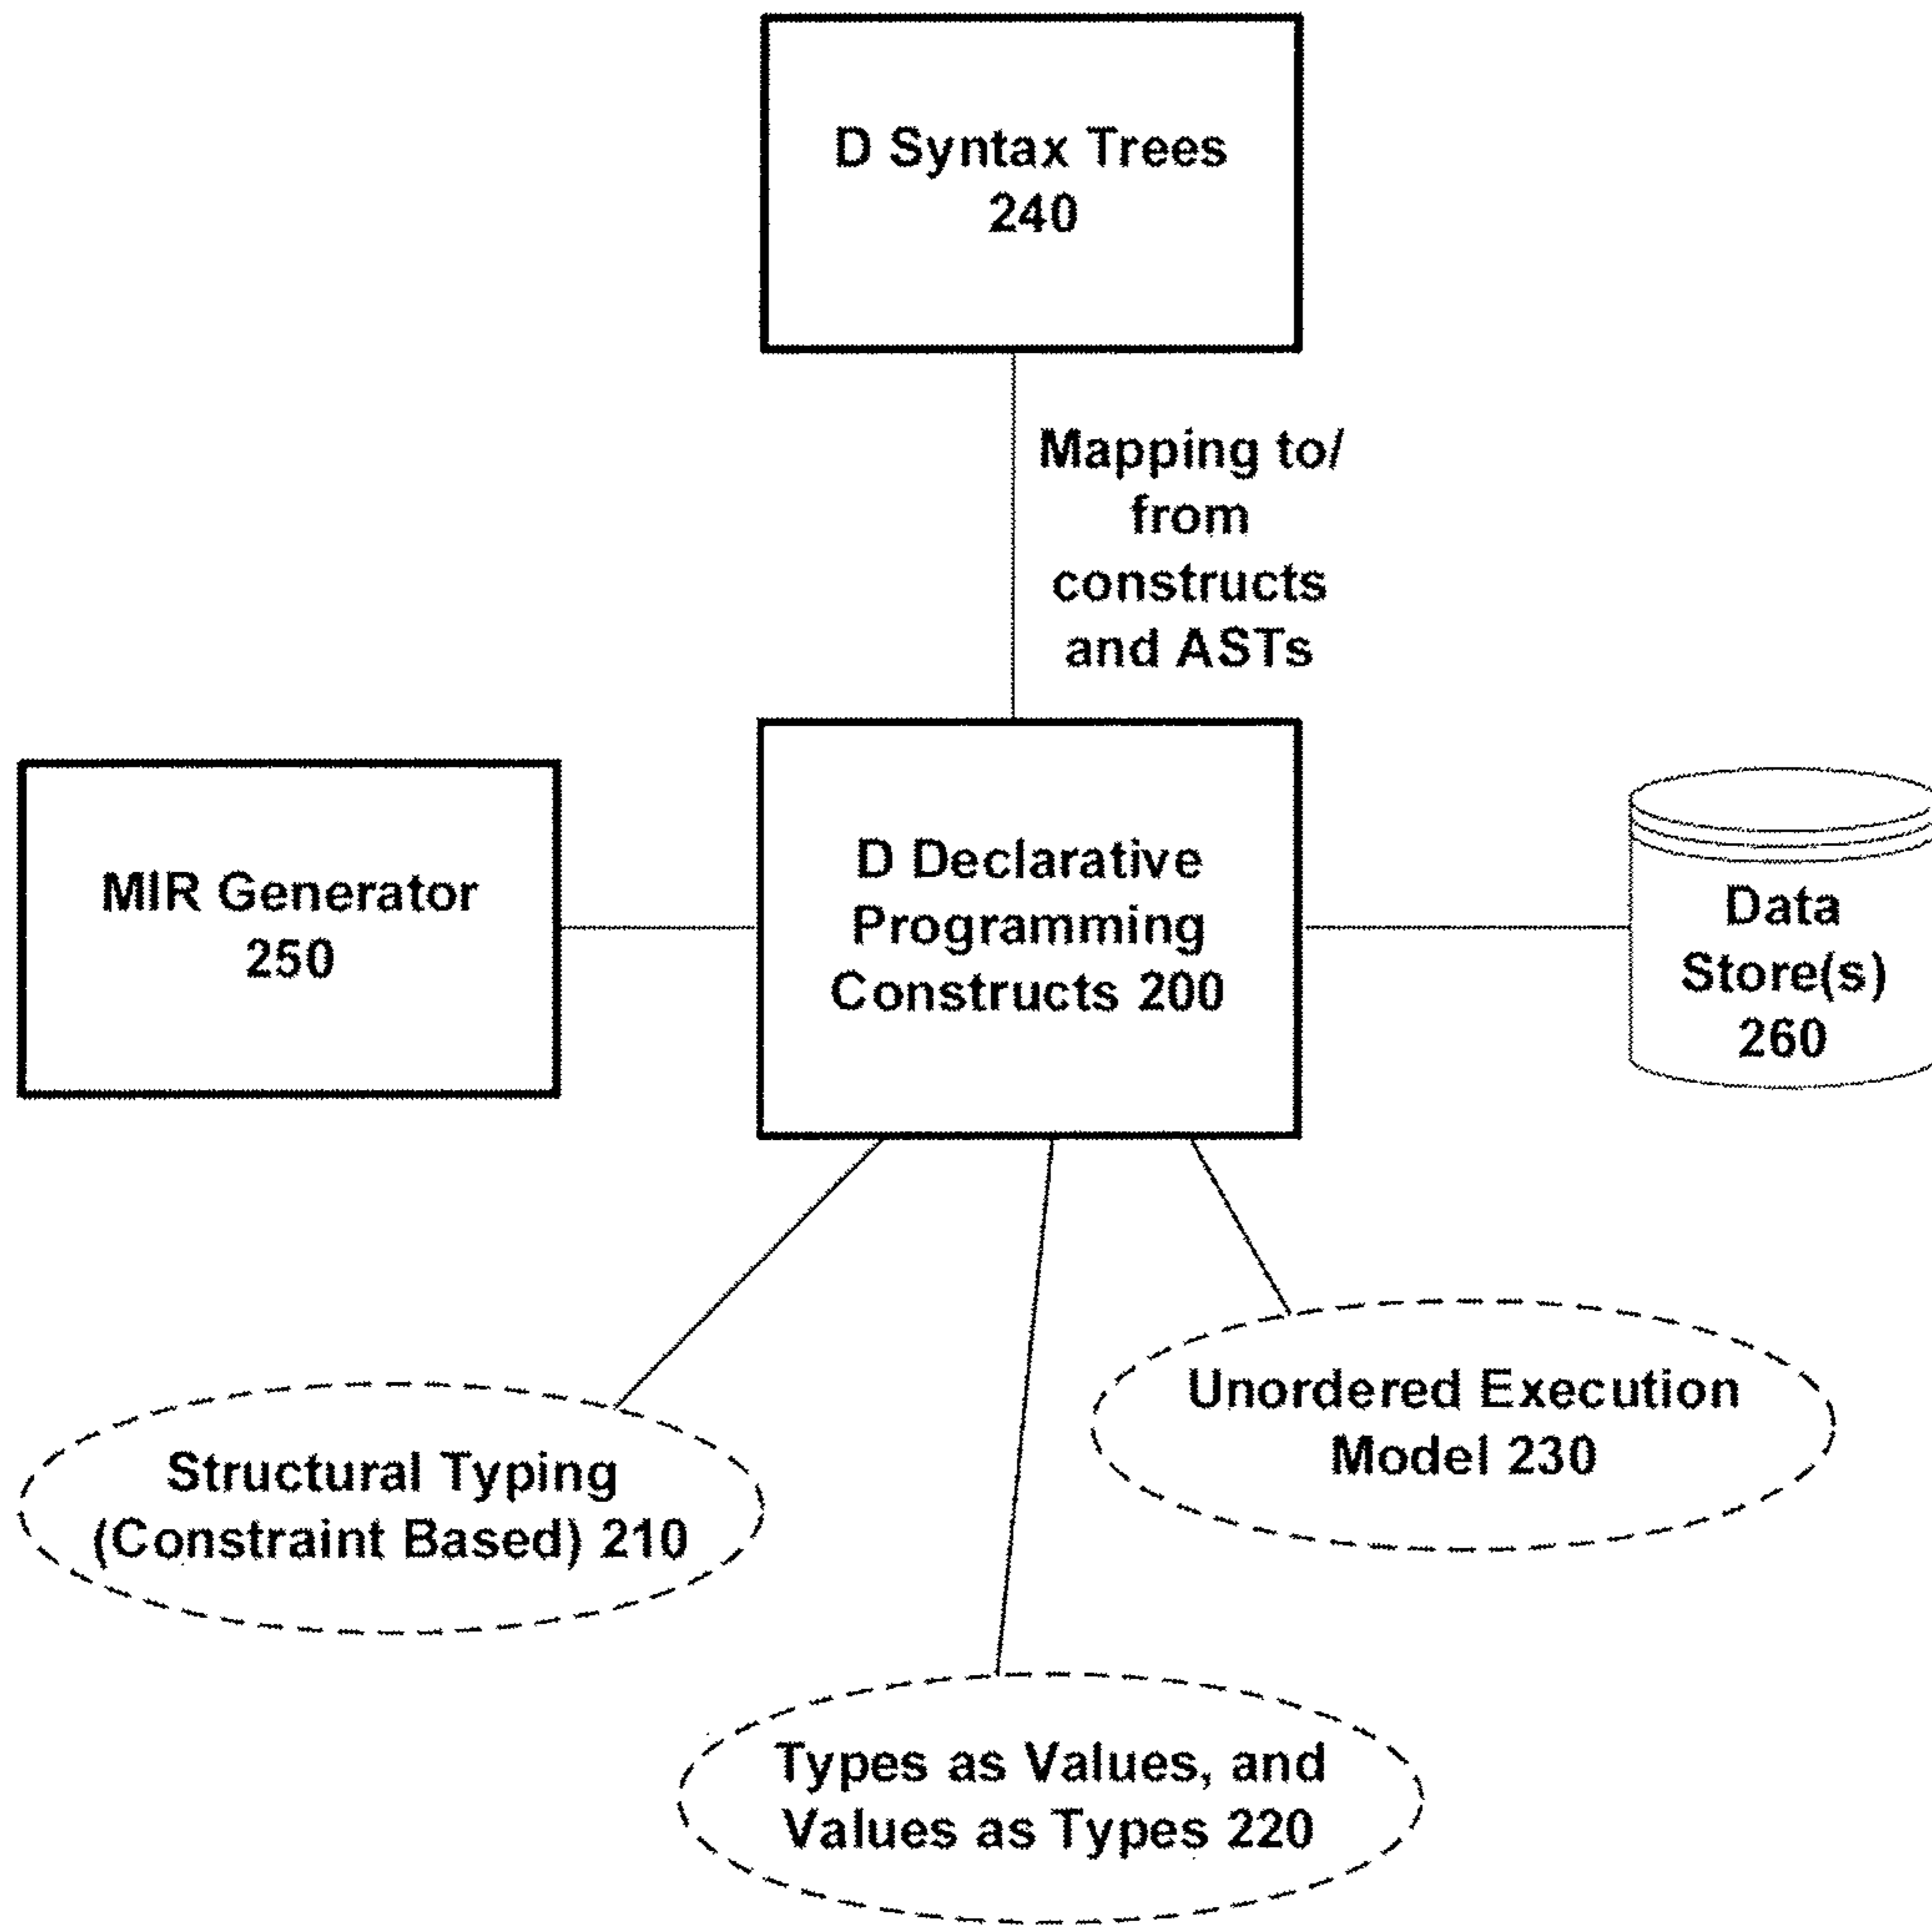 D Syntax Trees
240
Mapping to/
from
constructs
and ASTs
MIR Generator
250
D Declarative
Programming
Constructs 200
Data
Store(s)
260
Unordered Execution
Model 230
Structural Typing
(Constraint Based) 210
Types as Values, and
Values as Types 220